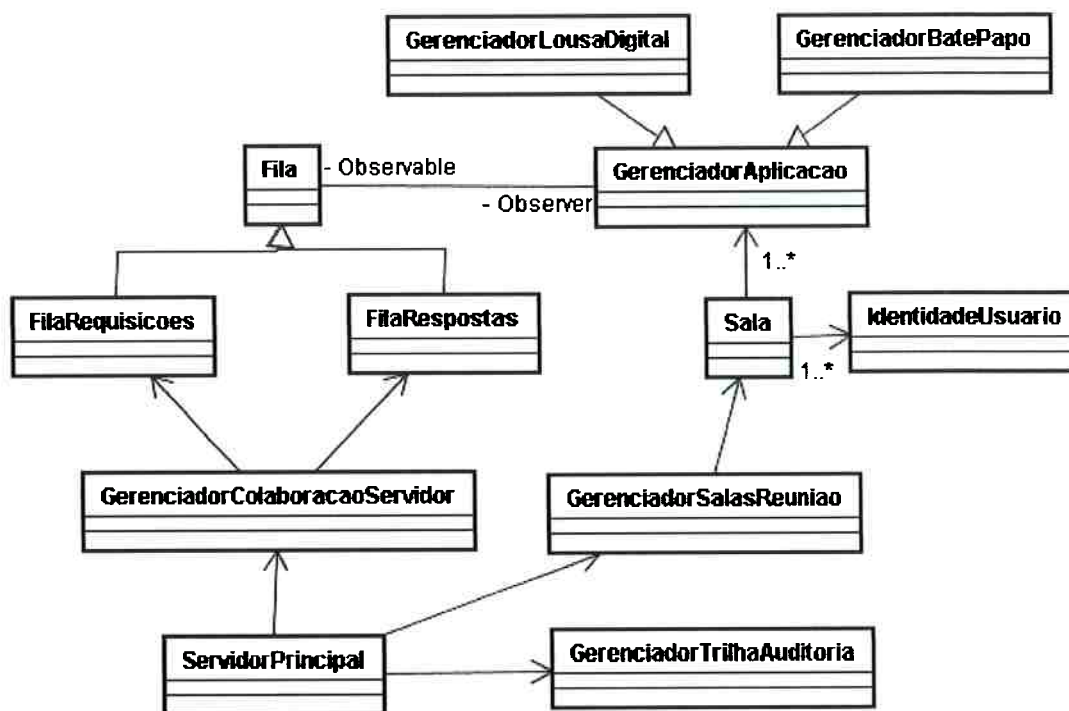 GerenciadorLousaDigital
GerenciadorBatePapo
Fila
- Observable
GerenciadorAplicacao
- Observer
1..*
FilaRequisicoes
FilaRespostas
Sala
IdentidadeUsuario
1..*
GerenciadorColaboracaoServidor
GerenciadorSalasReuniao
ServidorPrincipal
GerenciadorTrilhaAuditoria